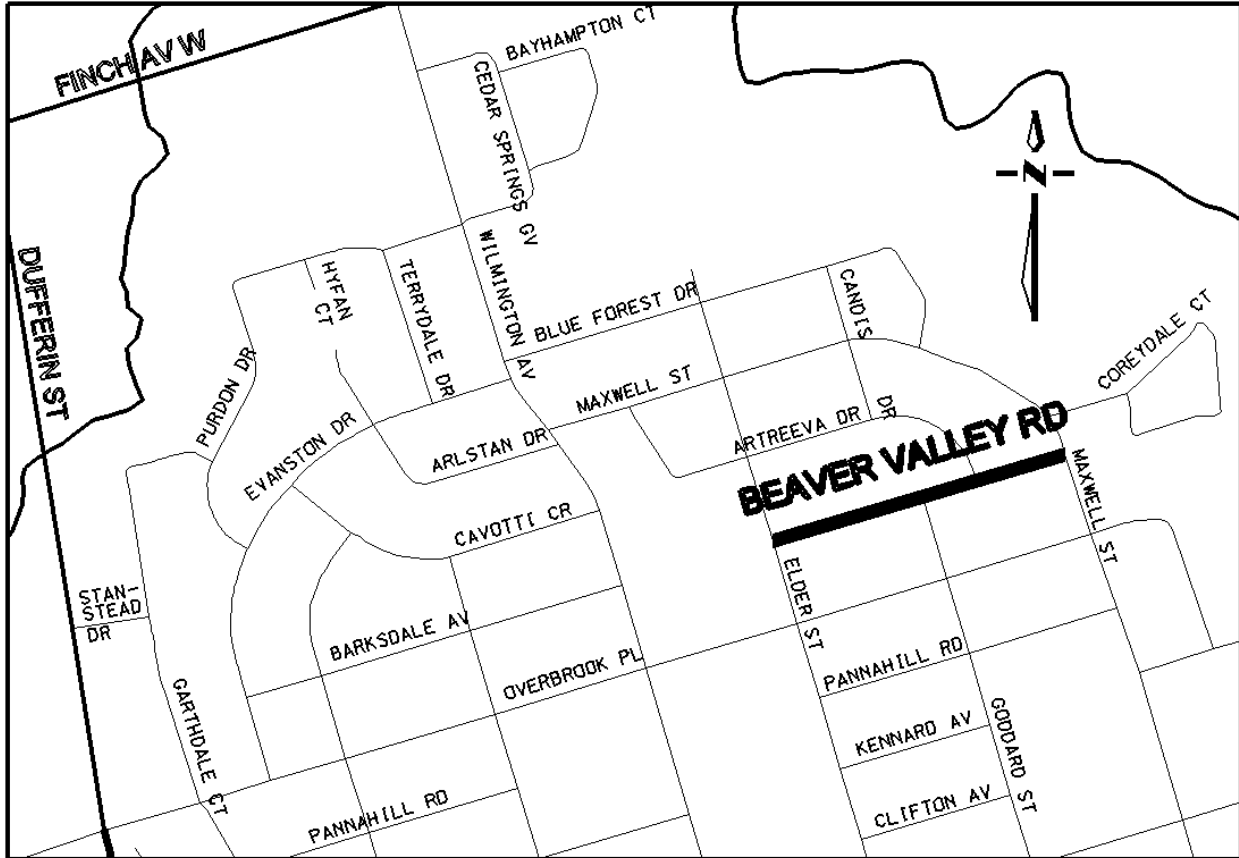 FINCH AV W
BAYHAMPTON CT
CEDAR SPRINGS GV
N
DUFFERIN ST
HYFAN
CT
TERRYDALE DR
WILMINGTON AV
BLUE FOREST DR
CANDIS
DR
COREYDALE CT
PURDON DR
MAXWELL ST
EVANSTON DR
ARLSTAN DR
ARTREEVA DR
BEAVER VALLEY RD
MAXWELL ST
CAVOTTI CR
STAN-
STEAD
DR
ELDER ST
BARKSDALE AV
OVERBROOK PL
PANNAHILL RD
GARTHDALE CT
GODDARD ST
KENNARD AV
CLIFTON AV
PANNAHILL RD